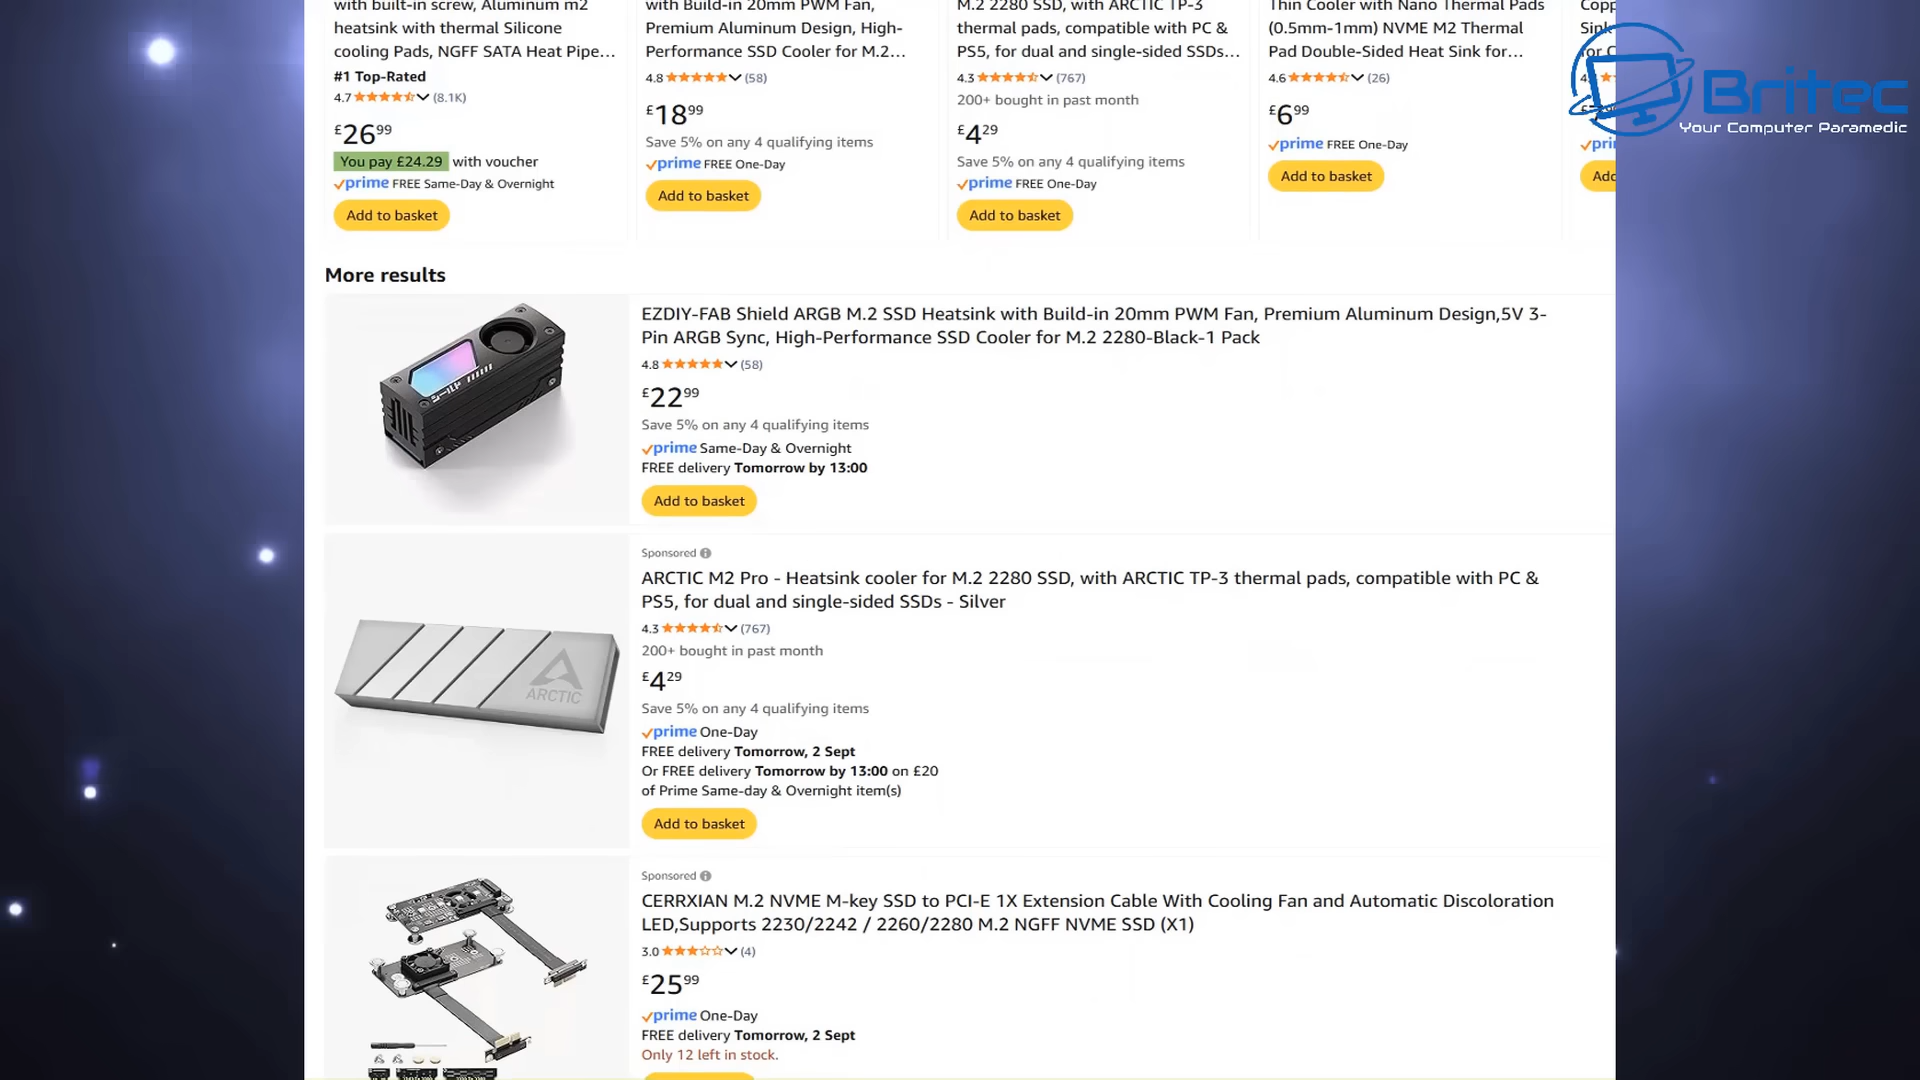 with built-in screw, Aluminum m2
heatsink with thermal Silicone
cooling Pads, NGFF SATA Heat Pipe...
#1 Top-Rated
4.7 (8.1K)
£26.99
You pay £24.29 with voucher
prime FREE Same-Day & Overnight
Add to basket
with Build-in 20mm PWM Fan,
Premium Aluminum Design, High-
Performance SSD Cooler for M.2...
4.8 (58)
£18.99
Save 5% on any 4 qualifying items
prime FREE One-Day
Add to basket
M.2 2280 SSD, with ARCTIC TP-3
thermal pads, compatible with PC &
PS5, for dual and single-sided SSDs...
4.3 (767)
200+ bought in past month
£4.29
Save 5% on any 4 qualifying items
prime FREE One-Day
Add to basket
Thin Cooler with Nano Thermal Pads
(0.5mm-1mm) NVME M2 Thermal
Pad Double-Sided Heat Sink for...
4.6 (26)
£6.99
prime FREE One-Day
Add to basket
Britec
Your Computer Paramedic
More results
EZDIY-FAB Shield ARGB M.2 SSD Heatsink with Build-in 20mm PWM Fan, Premium Aluminum Design,5V 3-
Pin ARGB Sync, High-Performance SSD Cooler for M.2 2280-Black-1 Pack
4.8 (58)
£22.99
Save 5% on any 4 qualifying items
prime Same-Day & Overnight
FREE delivery Tomorrow by 13:00
Add to basket
Sponsored
ARCTIC M2 Pro - Heatsink cooler for M.2 2280 SSD, with ARCTIC TP-3 thermal pads, compatible with PC &
PS5, for dual and single-sided SSDs - Silver
4.3 (767)
200+ bought in past month
£4.29
Save 5% on any 4 qualifying items
prime One-Day
FREE delivery Tomorrow, 2 Sept
Or FREE delivery Tomorrow by 13:00 on £20
of Prime Same-day & Overnight item(s)
Add to basket
ARCTIC
Sponsored
CERRXIAN M.2 NVME M-key SSD to PCI-E 1X Extension Cable With Cooling Fan and Automatic Discoloration
LED,Supports 2230/2242 / 2260/2280 M.2 NGFF NVME SSD (X1)
3.0 (4)
£25.99
prime One-Day
FREE delivery Tomorrow, 2 Sept
Only 12 left in stock.